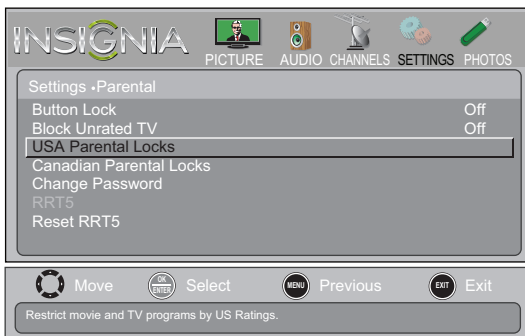 INSIGNIA
PICTURE AUDIO CHANNELS SETTINGS PHOTOS
Settings •Parental
Button Lock Off
Block Unrated TV Off
USA Parental Locks
Canadian Parental Locks
Change Password
RRT5
Reset RRT5
Move OK ENTER Select MENU Previous EXIT Exit
Restrict movie and TV programs by US Ratings.